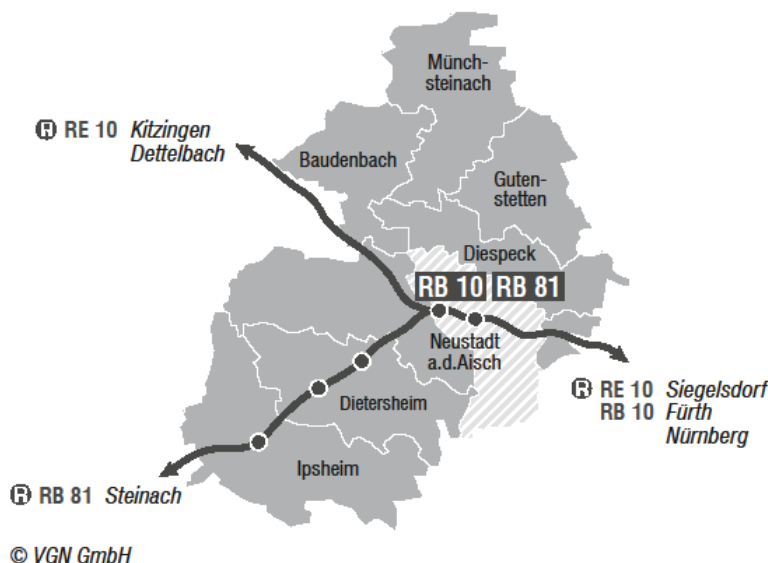 Münch-
steinach
R RE 10 Kitzingen
Dettelbach
Baudenbach
Guten-
stetten
Diespeck
RB 10 RB 81
Neustadt
a.d.Aisch
R RE 10 Siegelsdorf
RB 10 Fürth
Nürnberg
Dietersheim
Ipsheim
R RB 81 Steinach
© VGN GmbH